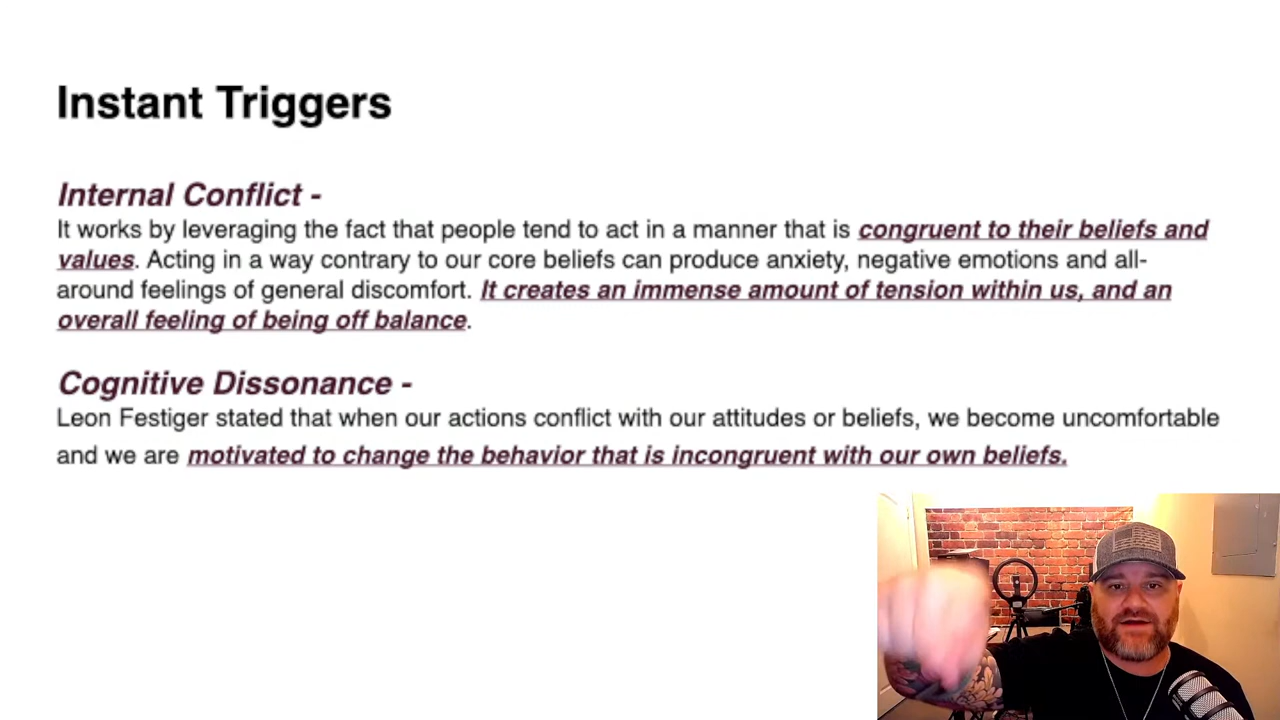 Instant Triggers
Internal Conflict -
It works by leveraging the fact that people tend to act in a manner that is congruent to their beliefs and
values. Acting in a way contrary to our core beliefs can produce anxiety, negative emotions and all-
around feelings of general discomfort. It creates an immense amount of tension within us, and an
overall feeling of being off balance.
Cognitive Dissonance -
Leon Festiger stated that when our actions conflict with our attitudes or beliefs, we become uncomfortable
and we are motivated to change the behavior that is incongruent with our own beliefs.